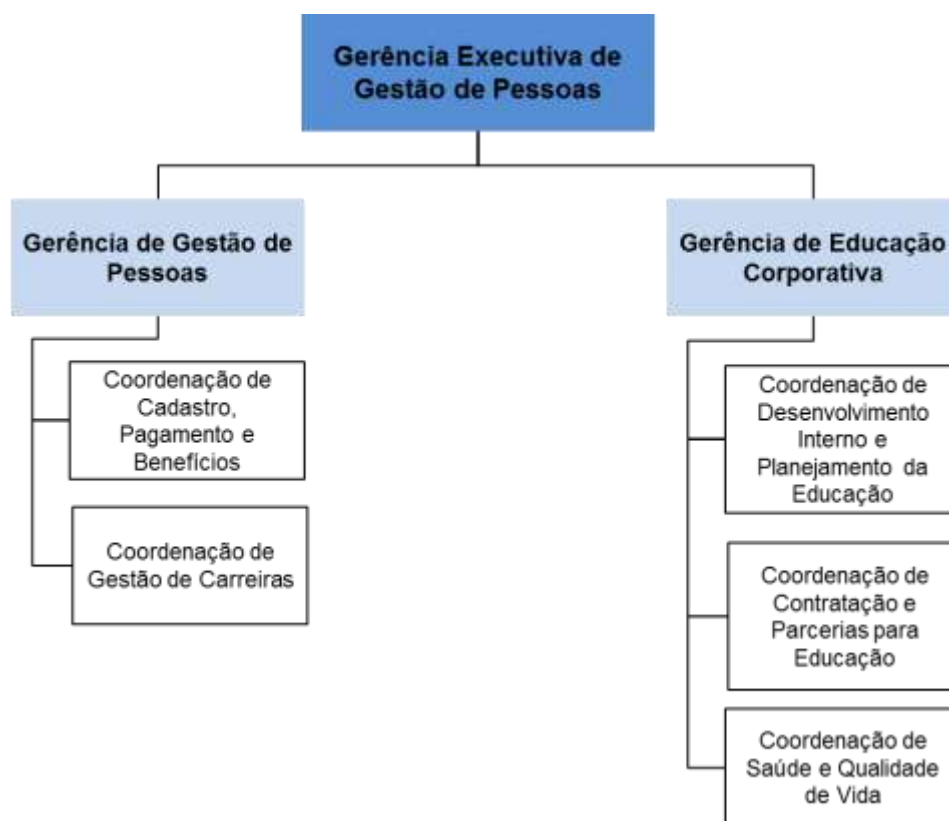 Gerência Executiva de
Gestão de Pessoas
Gerência de Gestão de
Pessoas
Gerência de Educação
Corporativa
Coordenação de
Cadastro,
Pagamento e
Benefícios
Coordenação de
Gestão de Carreiras
Coordenação de
Desenvolvimento
Interno e
Planejamento da
Educação
Coordenação de
Contratação e
Parcerias para
Educação
Coordenação de
Saúde e Qualidade
de Vida